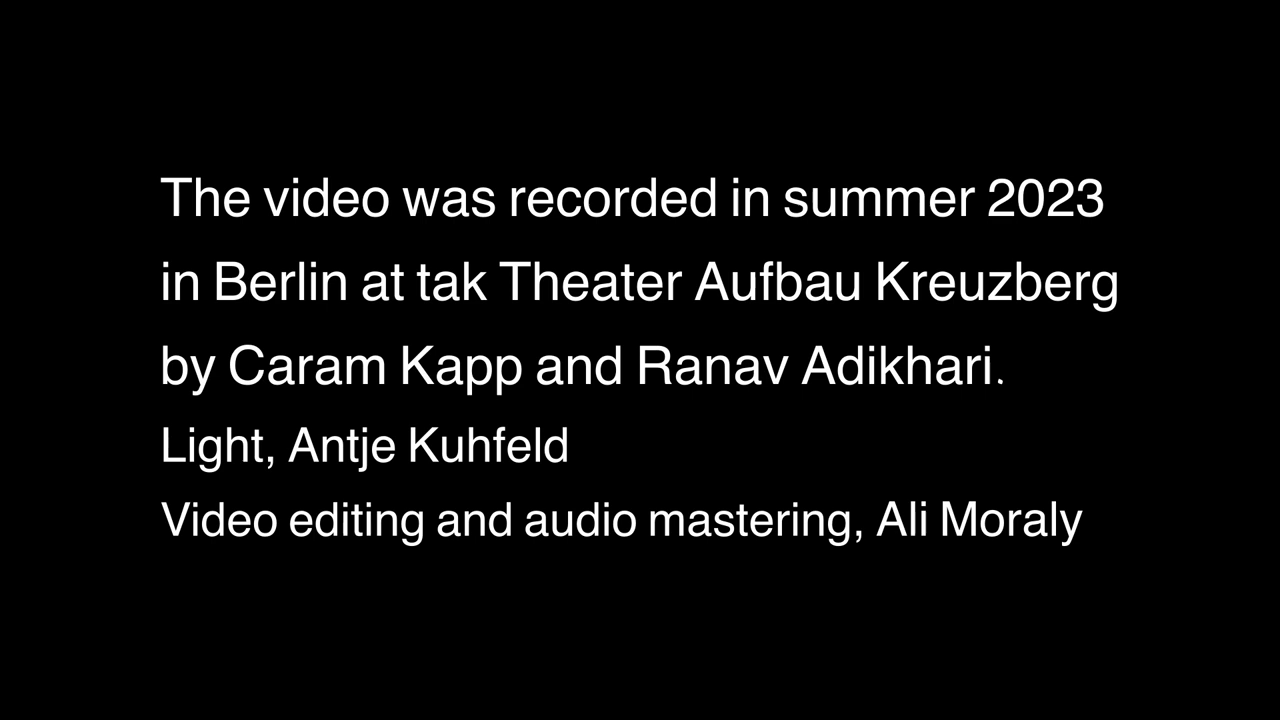 The video was recorded in summer 2023
in Berlin at tak Theater Aufbau Kreuzberg
by Caram Kapp and Ranav Adikhari.
Light, Antje Kuhfeld
Video editing and audio mastering, Ali Moraly